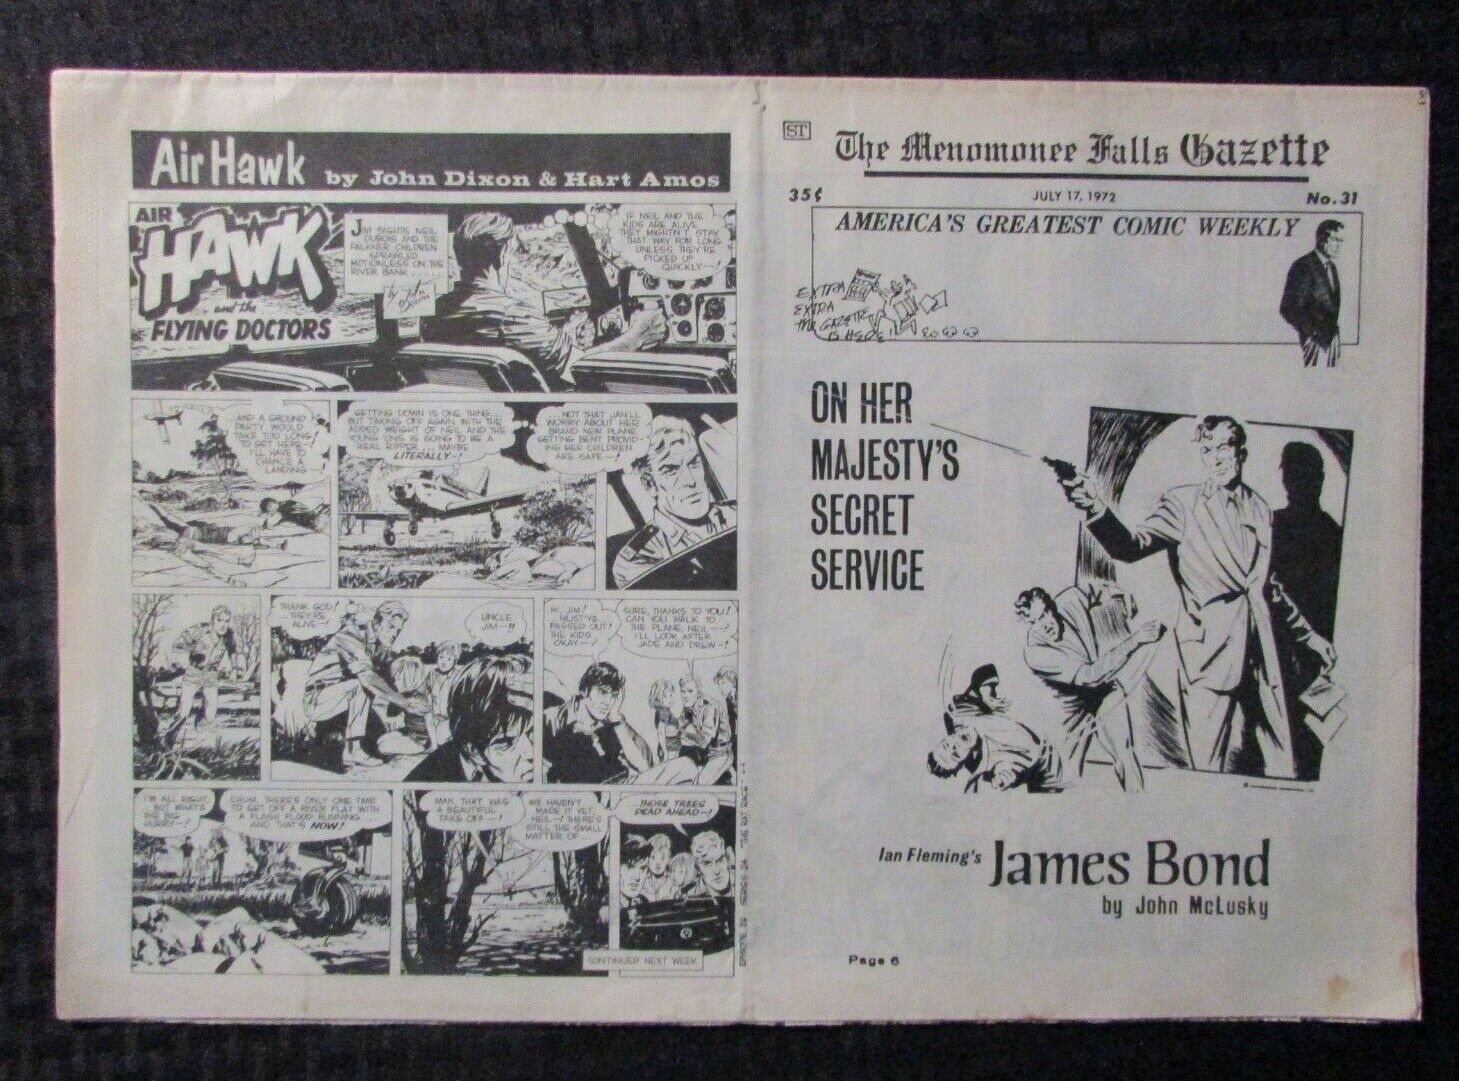 Air Hawk by John Dixon & Hart Amos
AIR
HAWK
and the
FLYING DOCTORS
JIM SIGHTS NEIL
DUBOIS AND THE
FALKNER CHILDREN
SPRAWLED
MOTIONLESS ON THE
RIVER BANK....
by John Dixon
IF NEIL AND THE
KIDS ARE ALIVE
THEY MIGHTN'T STAY
THAT WAY FOR LONG
UNLESS THEY'RE
PICKED UP
QUICKLY—!
AND A GROUND
PARTY WOULD
TAKE TOO LONG
TO GET HERE—
I'LL HAVE TO
CHANCE A
LANDING—
GETTING DOWN IS ONE THING...
BUT TAKING OFF AGAIN WITH THE
ADDED WEIGHT OF NEIL AND THE
YOUNG 'UNS IS GOING TO BE A
REAL MAYBE
LITERALLY—!
...NOT THAT JAN'LL
WORRY ABOUT HER
BRAND NEW PLANE
GETTING BENT PROVID-
ING HER CHILDREN
ARE SAFE—!
THANK GOD!
THEY'RE
ALIVE—
UNCLE
JIM—!!
HI, JIM!
MUST'VE
PASSED OUT!
THE KIDS...
OKAY—?
SURE, THANKS TO YOU!
CAN YOU WALK TO
THE PLANE, NEIL—?
I'LL LOOK AFTER
JADE AND DREW—!
I'M ALL RIGHT
BUT WHAT'S
THE BIG
HURRY—?
CHUM, THERE'S ONLY ONE TIME
TO GET OFF A RIVER FLAT WITH
A FLASH FLOOD RUNNING...
AND THAT'S NOW!
MAN, THAT WAS
A BEAUTIFUL
TAKE OFF—!
WE HAVEN'T
MADE IT YET,
NEIL—! THERE'S
STILL THE SMALL
MATTER OF—
THOSE TREES
DEAD AHEAD—!
CONTINUED NEXT WEEK
ST
The Menomonee Falls Gazette
35¢ JULY 17, 1972 No. 31
AMERICA'S GREATEST COMIC WEEKLY
EXTRA
EXTRA
THE GAZETTE
IS HERE
ON HER
MAJESTY'S
SECRET
SERVICE
Ian Fleming's James Bond
by John McLusky
Page 6